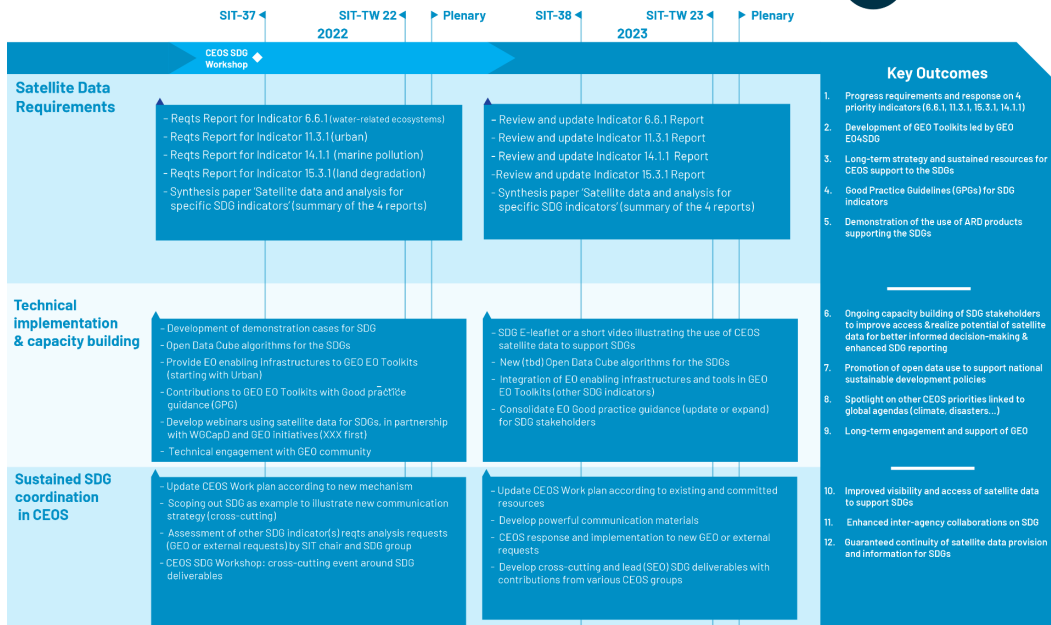 SIT-37
SIT-TW 22
Plenary
SIT-38
SIT-TW 23
Plenary
2022
2023
CEOS SDG
Workshop
Satellite Data
Requirements
- Reqts Report for Indicator 6.6.1 (water-related ecosystems)
- Reqts Report for Indicator 11.3.1 (urban)
- Reqts Report for Indicator 14.1.1 (marine pollution)
- Reqts Report for Indicator 15.3.1 (land degradation)
- Synthesis paper 'Satellite data and analysis for
specific SDG indicators' (summary of the 4 reports)
- Review and update Indicator 6.6.1 Report
- Review and update Indicator 11.3.1 Report
- Review and update Indicator 14.1.1 Report
-Review and update Indicator 15.3.1 Report
- Synthesis paper 'Satellite data and analysis for
specific SDG indicators' (summary of the 4 reports)
Technical
implementation
& capacity building
- Development of demonstration cases for SDG
- Open Data Cube algorithms for the SDGs
- Provide EO enabling infrastructures to GEO EO Toolkits
(starting with Urban)
- Contributions to GEO EO Toolkits with Good practice
guidance (GPG)
- Develop webinars using satellite data for SDGs, in partnership
with WGCapD and GEO initiatives (XXX first)
- Technical engagement with GEO community
- SDG E-leaflet or a short video illustrating the use of CEOS
satellite data to support SDGs
- New (tbd) Open Data Cube algorithms for the SDGs
- Integration of EO enabling infrastructures and tools in GEO
EO Toolkits (other SDG indicators)
- Consolidate EO Good practice guidance (update or expand)
for SDG stakeholders
Sustained SDG
coordination
in CEOS
- Update CEOS Work plan according to new mechanism
- Scoping out SDG as example to illustrate new communication
strategy (cross-cutting)
- Assessment of other SDG indicator(s) reqts analysis requests
(GEO or external requests) by SIT chair and SDG group
- CEOS SDG Workshop: cross-cutting event around SDG
deliverables
- Update CEOS Work plan according to existing and committed
resources
- Develop powerful communication materials
- CEOS response and implementation to new GEO or external
requests
- Develop cross-cutting and lead (SEO) SDG deliverables with
contributions from various CEOS groups
Key Outcomes
1. Progress requirements and response on 4
priority indicators (6.6.1, 11.3.1, 15.3.1, 14.1.1)
2. Development of GEO Toolkits led by GEO
EO4SDG
3. Long-term strategy and sustained resources for
CEOS support to the SDGs
4. Good Practice Guidelines (GPGs) for SDG
indicators
5. Demonstration of the use of ARD products
supporting the SDGs
6. Ongoing capacity building of SDG stakeholders
to improve access &realize potential of satellite
data for better informed decision-making &
enhanced SDG reporting
7. Promotion of open data use to support national
sustainable development policies
8. Spotlight on other CEOS priorities linked to
global agendas (climate, disasters...)
9. Long-term engagement and support of GEO
10. Improved visibility and access of satellite data
to support SDGs
11. Enhanced inter-agency collaborations on SDG
12. Guaranteed continuity of satellite data provision
and information for SDGs